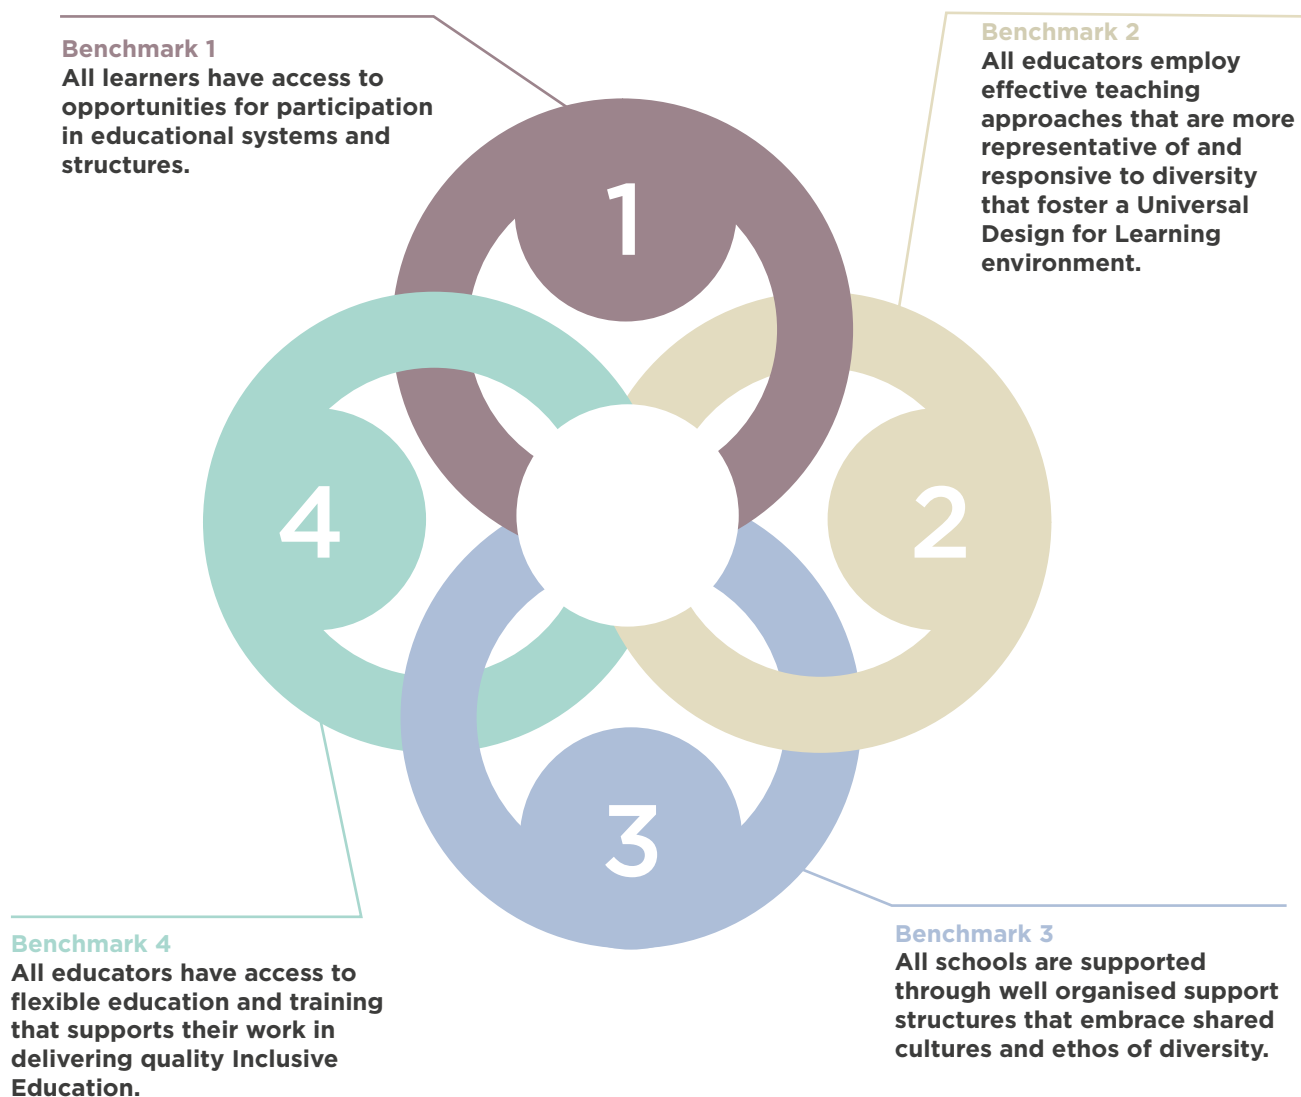 Benchmark 1
All learners have access to
opportunities for participation
in educational systems and
structures.
Benchmark 2
All educators employ
effective teaching
approaches that are more
representative of and
responsive to diversity
that foster a Universal
Design for Learning
environment.
1
4
2
3
Benchmark 4
All educators have access to
flexible education and training
that supports their work in
delivering quality Inclusive
Education.
Benchmark 3
All schools are supported
through well organised support
structures that embrace shared
cultures and ethos of diversity.